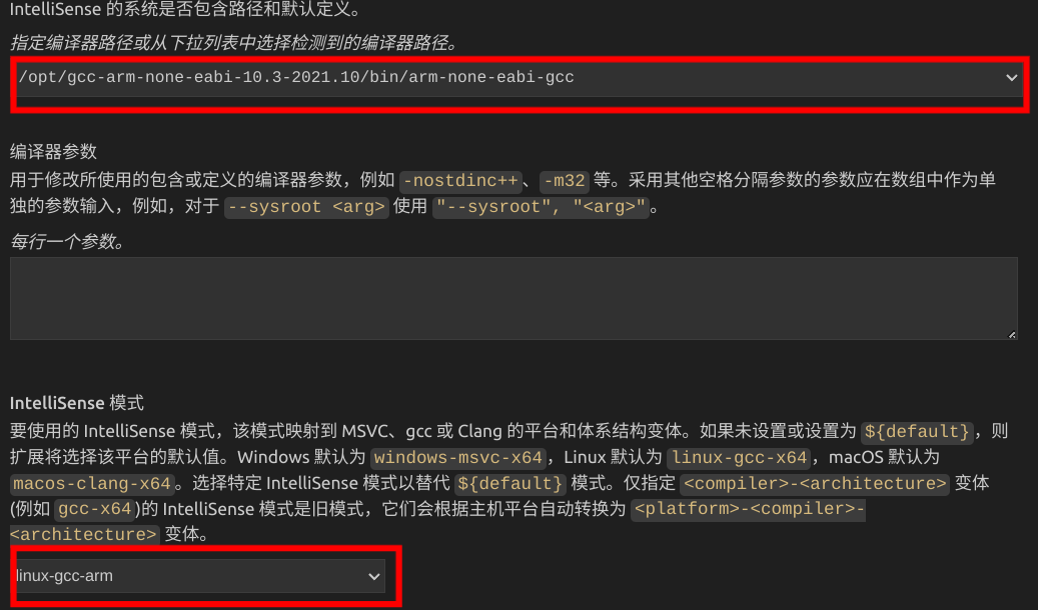 IntelliSense 的系统是否包含路径和默认定义。
指定编译器路径或从下拉列表中选择检测到的编译器路径。
/opt/gcc-arm-none-eabi-10.3-2021.10/bin/arm-none-eabi-gcc
编译器参数
用于修改所使用的包含或定义的编译器参数，例如 -nostdinc++、-m32 等。采用其他空格分隔参数的参数应在数组中作为单
独的参数输入，例如，对于 --sysroot <arg> 使用 "--sysroot", "<arg>"。
每行一个参数。
IntelliSense 模式
要使用的 IntelliSense 模式，该模式映射到 MSVC、gcc 或 Clang 的平台和体系结构变体。如果未设置或设置为 ${default}，则
扩展将选择该平台的默认值。Windows 默认为 windows-msvc-x64，Linux 默认为 linux-gcc-x64，macOS 默认为
macos-clang-x64。选择特定 IntelliSense 模式以替代 ${default} 模式。仅指定 <compiler>-<architecture> 变体
(例如 gcc-x64)的 IntelliSense 模式是旧模式，它们会根据主机平台自动转换为 <platform>-<compiler>-
<architecture> 变体。
linux-gcc-arm